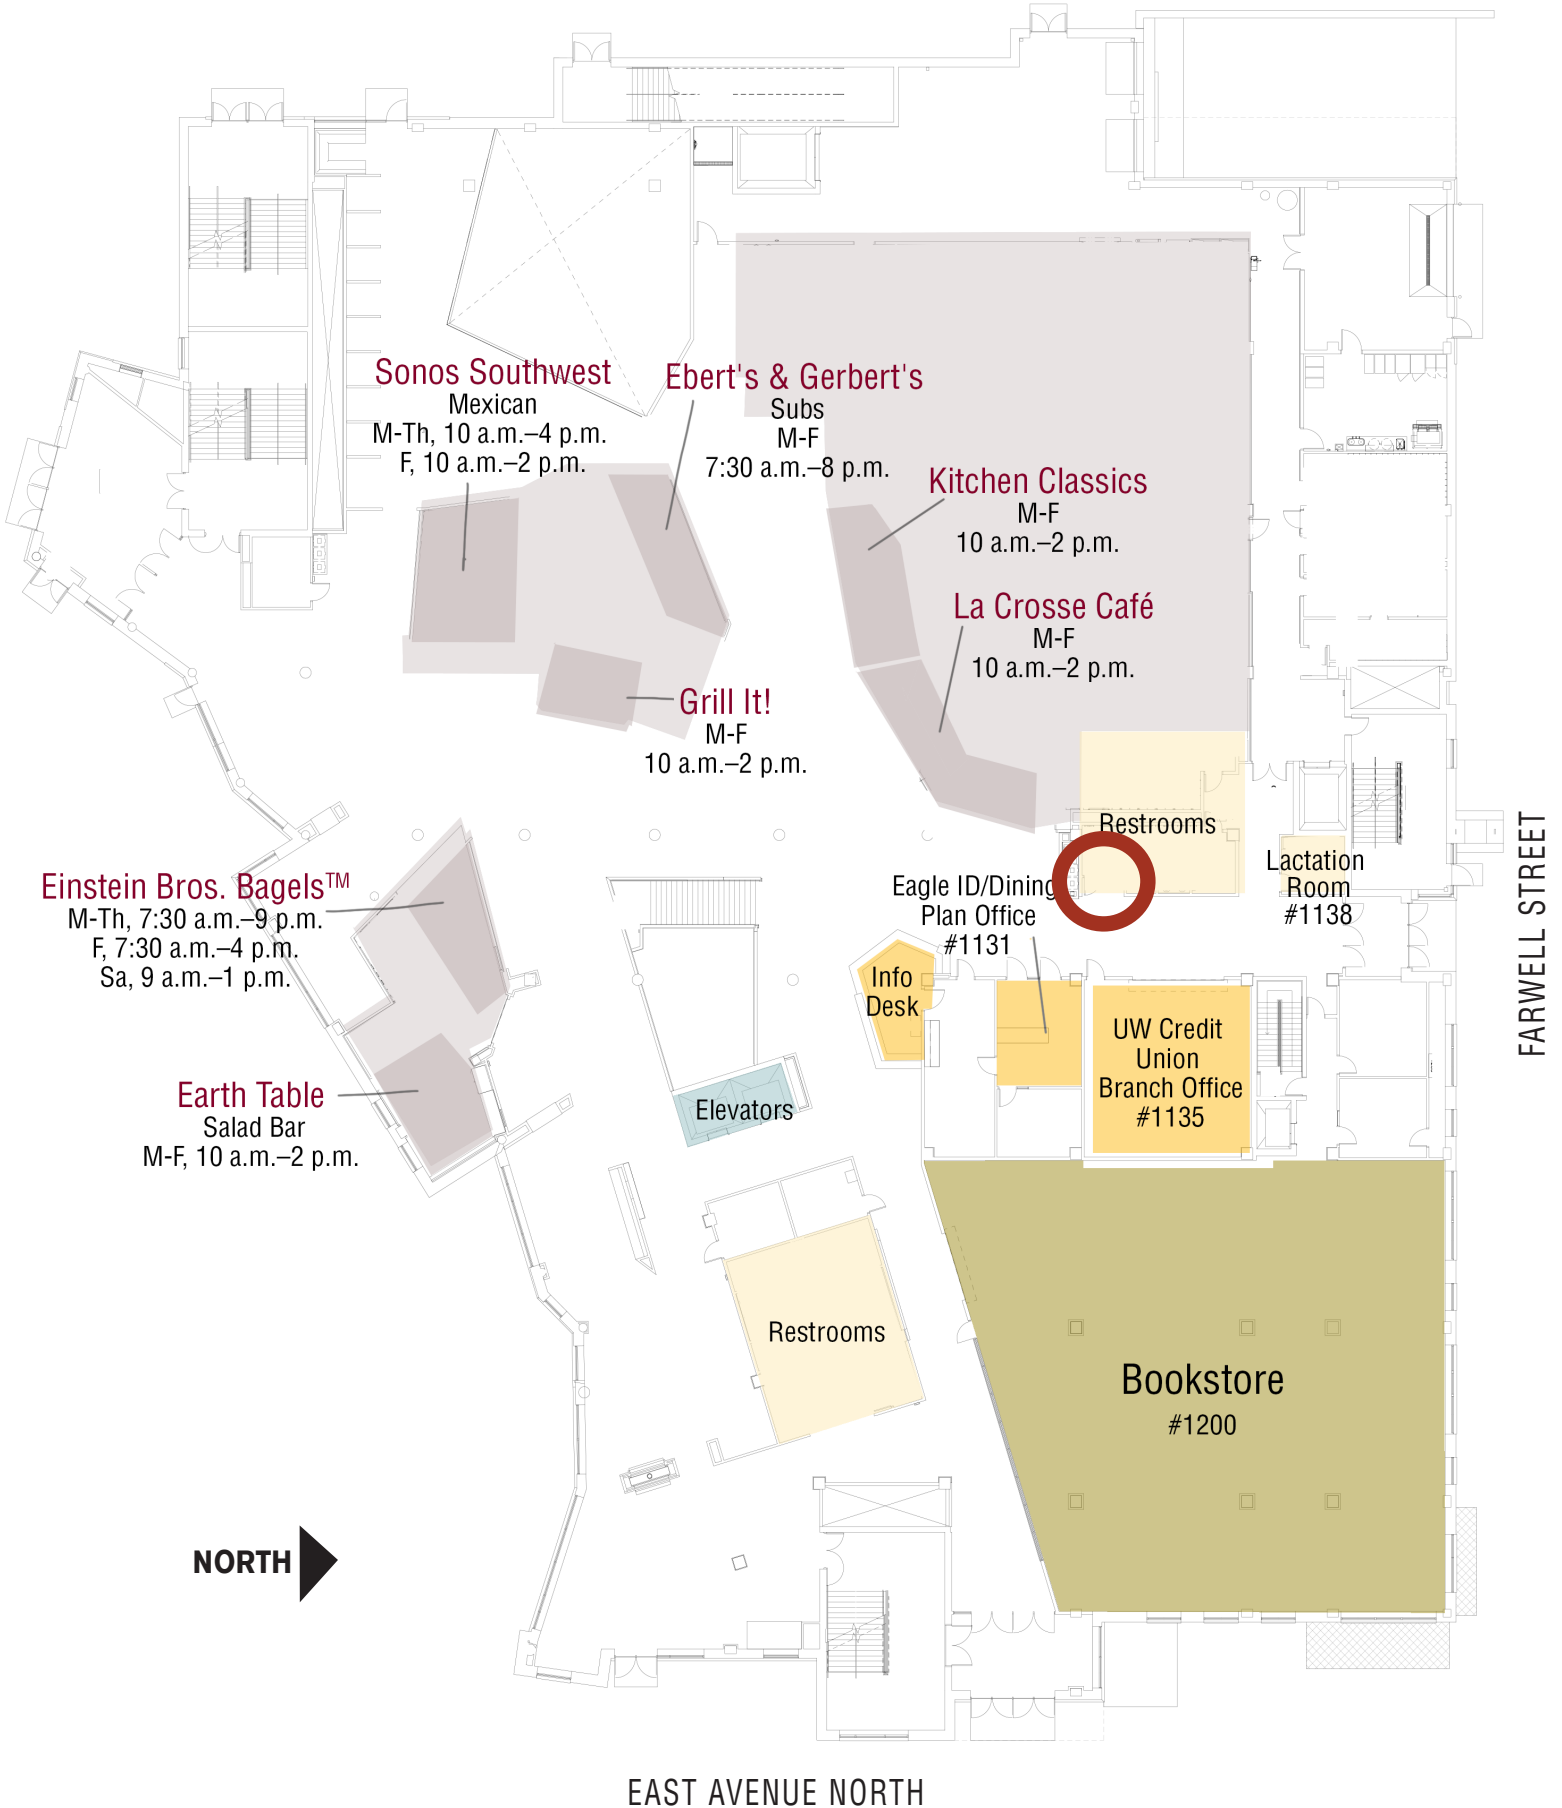 Sonos Southwest
Mexican
M-Th, 10 a.m.–4 p.m.
F, 10 a.m.–2 p.m.
Ebert's & Gerbert's
Subs
M-F
7:30 a.m.–8 p.m.
Kitchen Classics
M-F
10 a.m.–2 p.m.
La Crosse Café
M-F
10 a.m.–2 p.m.
Grill It!
M-F
10 a.m.–2 p.m.
Restrooms
Lactation
Room
#1138
FARWELL STREET
Einstein Bros. Bagels™
M-Th, 7:30 a.m.–9 p.m.
F, 7:30 a.m.–4 p.m.
Sa, 9 a.m.–1 p.m.
Eagle ID/Dining
Plan Office
#1131
Info
Desk
UW Credit
Union
Branch Office
#1135
Earth Table
Salad Bar
M-F, 10 a.m.–2 p.m.
Elevators
Restrooms
Bookstore
#1200
NORTH
EAST AVENUE NORTH